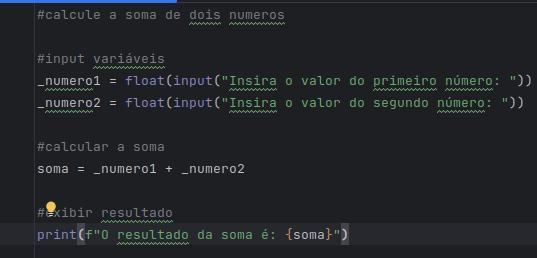 #calcule a soma de dois numeros
#input variáveis
_numero1 = float(input("Insira o valor do primeiro número: "))
_numero2 = float(input("Insira o valor do segundo número: "))
#calcular a soma
soma = _numero1 + _numero2
#exibir resultado
print(f"O resultado da soma é: {soma}")